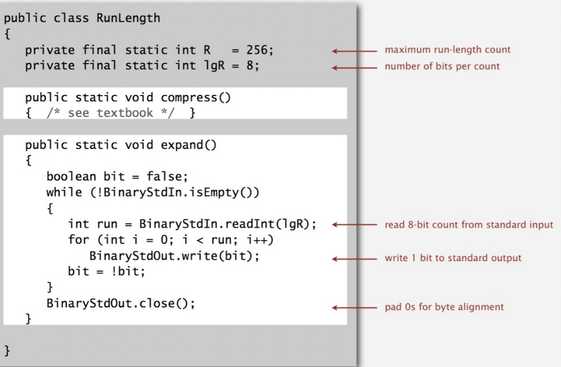 public class RunLength
{
private final static int R   = 256;
maximum run-length count
private final static int lgR = 8;
number of bits per count
public static void compress()
{  /* see textbook */  }
public static void expand()
{
boolean bit = false;
while (!BinaryStdIn.isEmpty())
{
int run = BinaryStdIn.readInt(lgR);
read 8-bit count from standard input
for (int i = 0; i < run; i++)
BinaryStdOut.write(bit);
write 1 bit to standard output
bit = !bit;
}
BinaryStdOut.close();
pad 0s for byte alignment
}
}